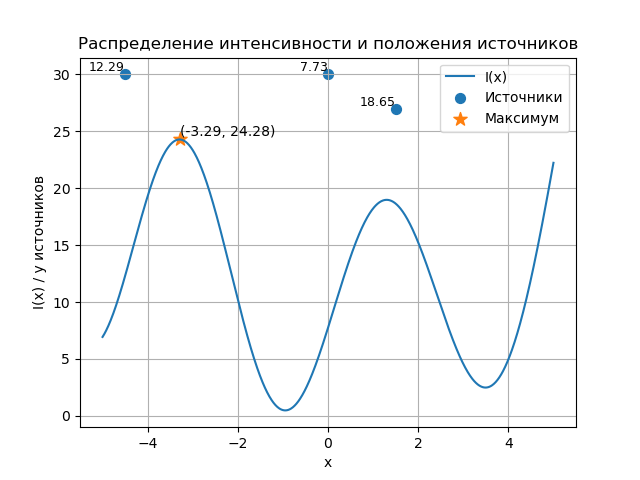 Распределение интенсивности и положения источников
12.29
7.73
18.65
(-3.29, 24.28)
I(x)
Источники
Максимум
I(x) / y источников
30
25
20
15
10
5
0
−4
−2
0
2
4
x